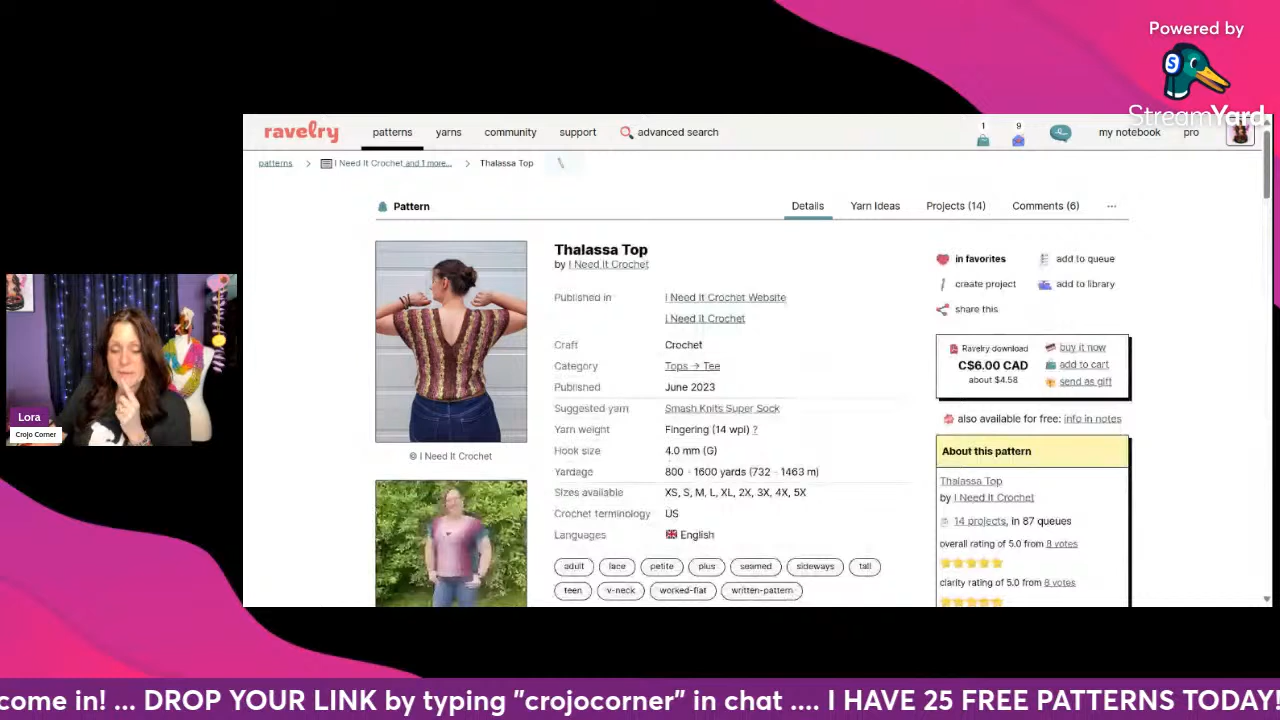 Powered by
StreamYard
ravelry
patterns yarns community support advanced search 1 9 my notebook pro
patterns > I Need It Crochet and 1 more... > Thalassa Top
Pattern Details Yarn Ideas Projects (14) Comments (6) ...
Thalassa Top
by I Need It Crochet
Published in I Need It Crochet Website
I Need It Crochet
Craft Crochet
Category Tops → Tee
Published June 2023
Suggested yarn Smash Knits Super Sock
Yarn weight Fingering (14 wpi) ?
Hook size 4.0 mm (G)
Yardage 800 - 1600 yards (732 - 1463 m)
Sizes available XS, S, M, L, XL, 2X, 3X, 4X, 5X
Crochet terminology US
Languages English
adult lace petite plus seamed sideways tall
teen v-neck worked-flat written-pattern
© I Need It Crochet
in favorites add to queue
create project add to library
share this
Ravelry download
C$6.00 CAD
about $4.58
buy it now
add to cart
send as gift
also available for free: info in notes
About this pattern
Thalassa Top
by I Need It Crochet
14 projects, in 87 queues
overall rating of 5.0 from 8 votes
clarity rating of 5.0 from 8 votes
Lora
Crojo Corner
come in! ... DROP YOUR LINK by typing "crojocorner" in chat .... I HAVE 25 FREE PATTERNS TODAY!